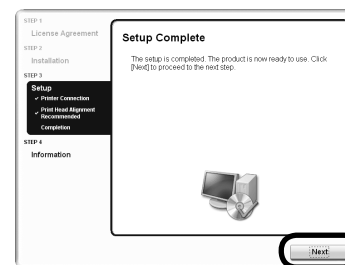 STEP 1
License Agreement
STEP 2
Installation
STEP 3
Setup
Printer Connection
Print Head Alignment
Recommended
Completion
STEP 4
Information
Setup Complete
The setup is completed. The product is now ready to use. Click
[Next] to proceed to the next step.
Next